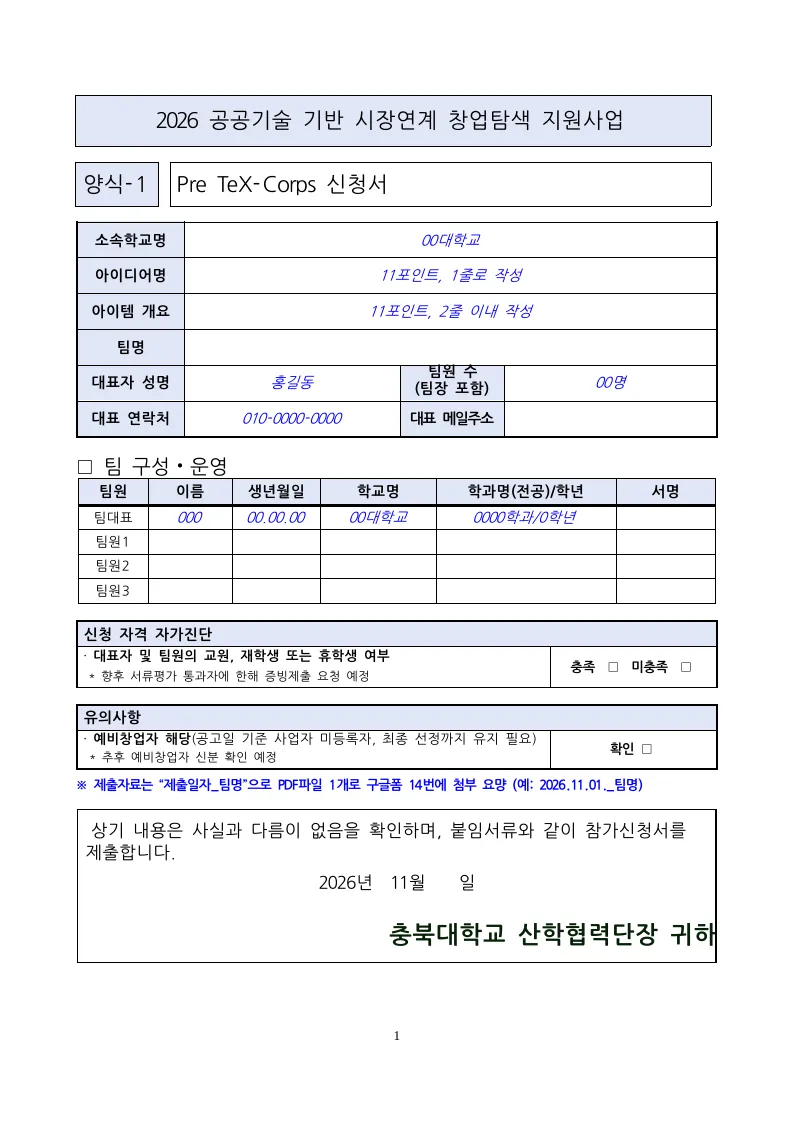 2026 공공기술 기반 시장연계 창업탐색 지원사업
양식-1 Pre TeX-Corps 신청서
소속학교명 00대학교
아이디어명 11포인트, 1줄로 작성
아이템 개요 11포인트, 2줄 이내 작성
팀명
대표자 성명 홍길동 팀원 수 (팀장 포함) 00명
대표 연락처 010-0000-0000 대표 메일주소
□ 팀 구성・운영
팀원 이름 생년월일 학교명 학과명(전공)/학년 서명
팀대표 000 00.00.00 00대학교 0000학과/0학년
팀원1
팀원2
팀원3
신청 자격 자가진단
· 대표자 및 팀원의 교원, 재학생 또는 휴학생 여부
* 향후 서류평가 통과자에 한해 증빙제출 요청 예정
충족 □ 미충족 □
유의사항
· 예비창업자 해당(공고일 기준 사업자 미등록자, 최종 선정까지 유지 필요)
* 추후 예비창업자 신분 확인 예정
확인 □
※ 제출자료는 “제출일자_팀명”으로 PDF파일 1개로 구글폼 14번에 첨부 요먕 (예: 2026.11.01._팀명)
상기 내용은 사실과 다름이 없음을 확인하며, 붙임서류와 같이 참가신청서를
제출합니다.
2026년 11월 일
충북대학교 산학협력단장 귀하
1